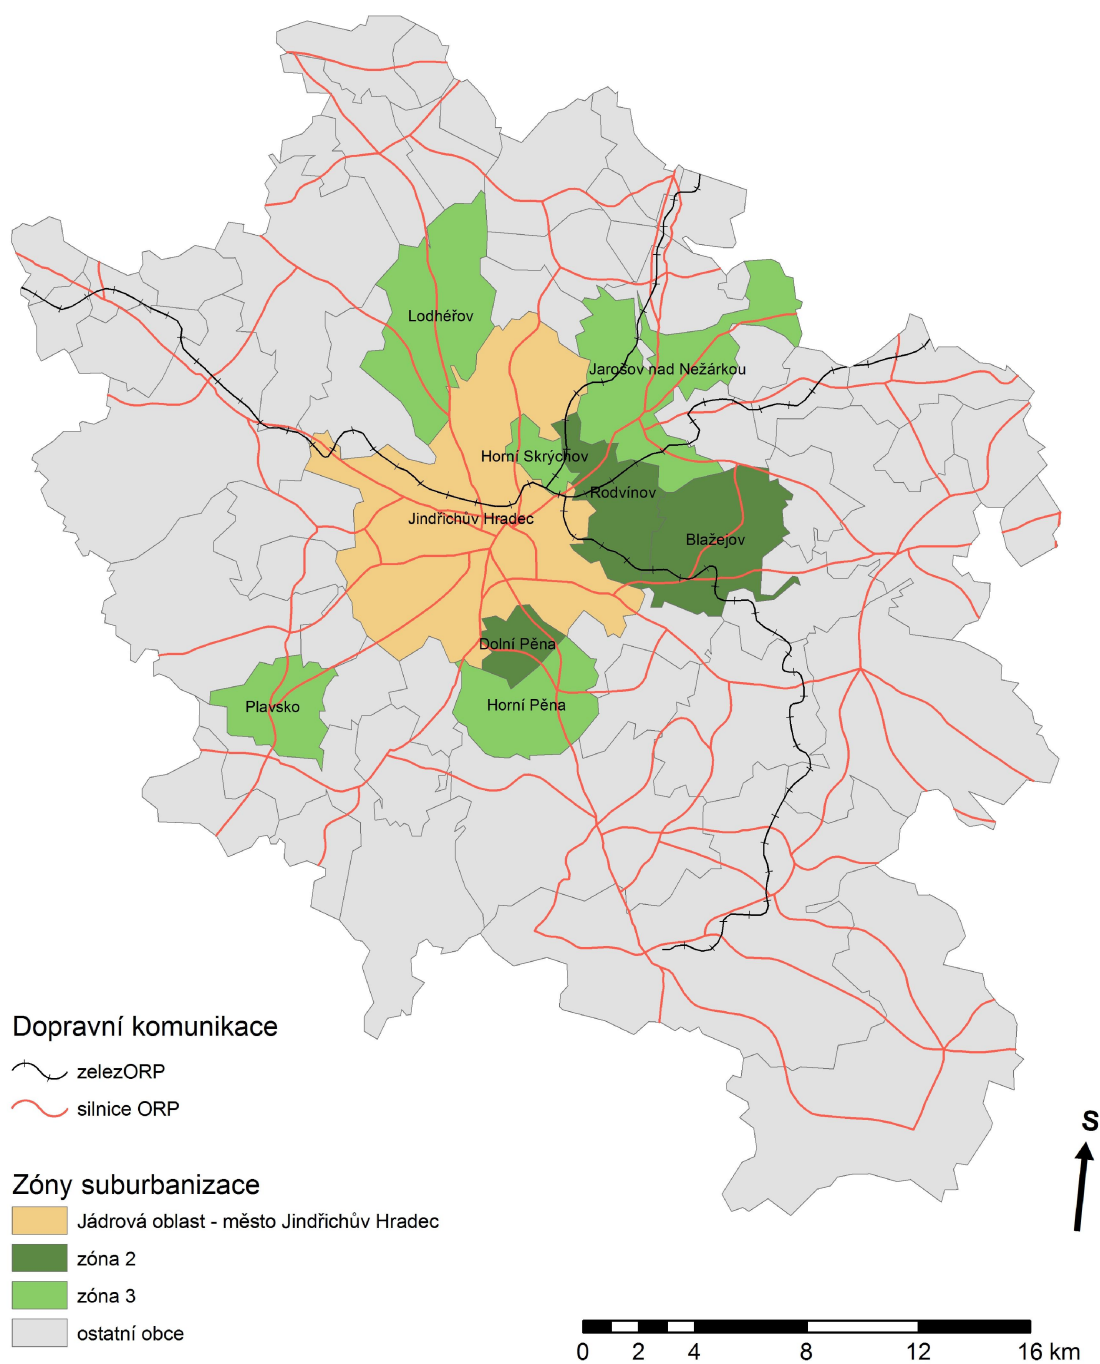 Lodhéřov
Jarošov nad Nežárkou
Horní Skrýchov
Rodvínov
Jindřichův Hradec
Blažejov
Dolní Pěna
Horní Pěna
Plavsko
Dopravní komunikace
zelezORP
silnice ORP
Zóny suburbanizace
Jádrová oblast - město Jindřichův Hradec
zóna 2
zóna 3
ostatní obce
S
0 2 4 8 12 16 km